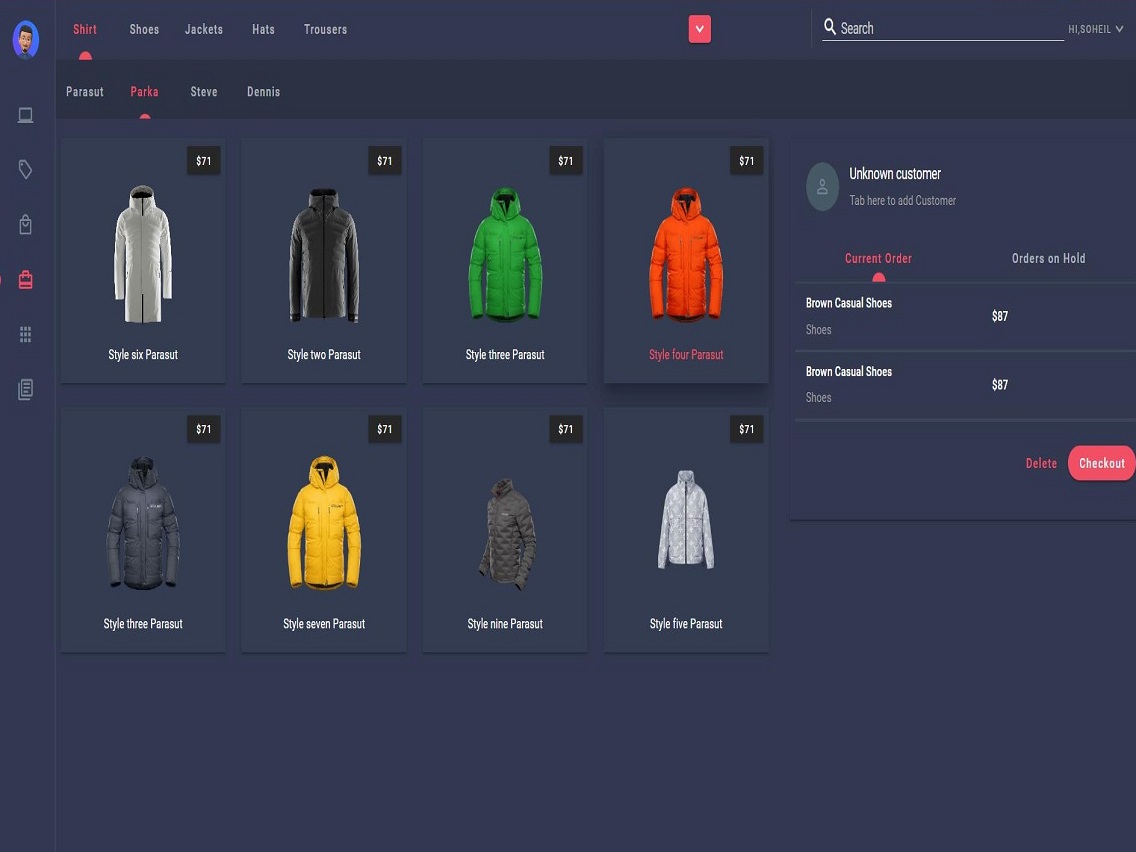 Shirt Shoes Jackets Hats Trousers
Search
HI,SOHEIL
Parasut Parka Steve Dennis
$71 $71 $71 $71
Style six Parasut Style two Parasut Style three Parasut Style four Parasut
$71 $71 $71 $71
Style three Parasut Style seven Parasut Style nine Parasut Style five Parasut
Unknown customer
Tab here to add Customer
Current Order Orders on Hold
Brown Casual Shoes
$87
Shoes
Brown Casual Shoes
$87
Shoes
Delete Checkout